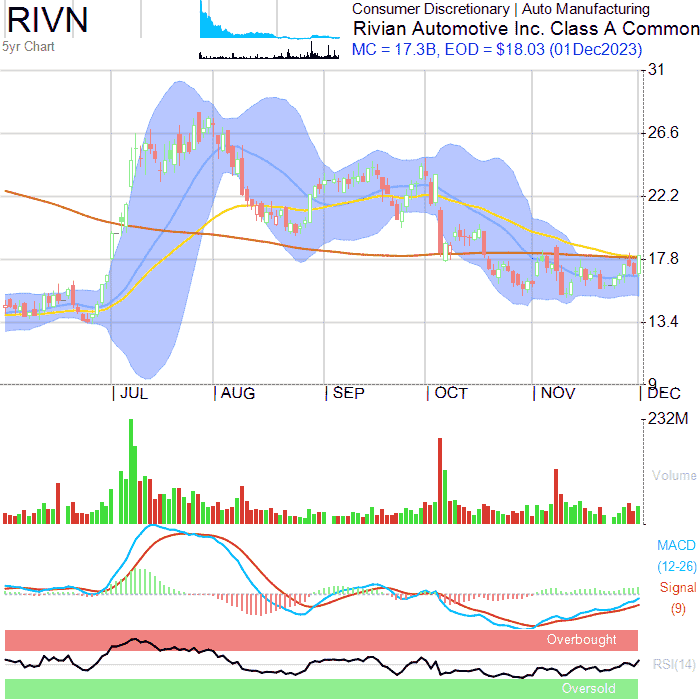 RIVN
5yr Chart
Consumer Discretionary | Auto Manufacturing
Rivian Automotive Inc. Class A Common
MC = 17.3B, EOD = $18.03 (01Dec2023)
31
26.6
22.2
17.8
13.4
9
JUL AUG SEP OCT NOV DEC
232M
Volume
MACD
(12-26)
Signal
(9)
Overbought
RSI(14)
Oversold